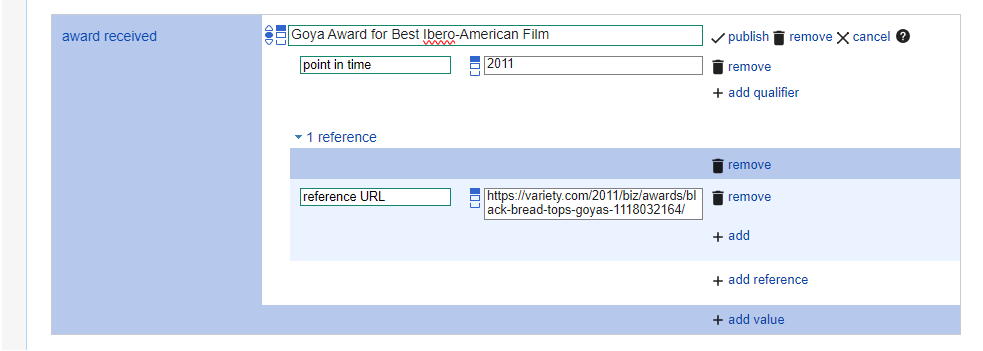 award received
Goya Award for Best Ibero-American Film
publish remove cancel ?
point in time
2011
remove
add qualifier
1 reference
remove
reference URL
https://variety.com/2011/biz/awards/bl
ack-bread-tops-goyas-1118032164/
remove
add
add reference
add value